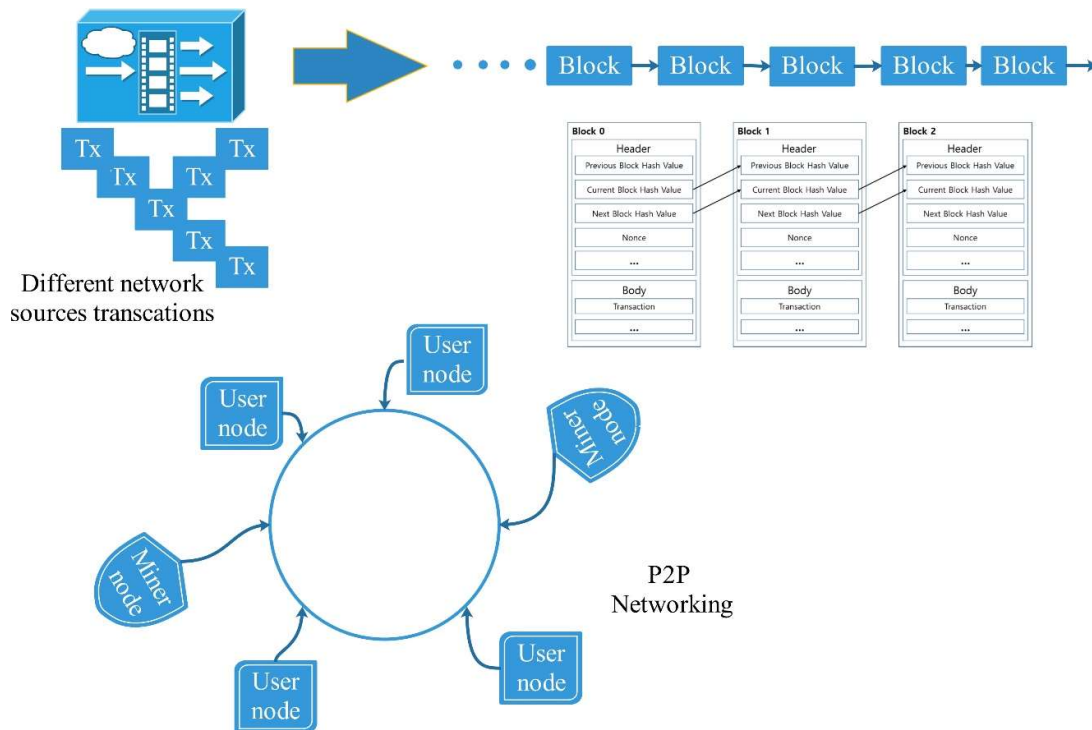 Block Block Block Block Block
Tx
Tx
Tx
Tx
Tx
Tx
Tx
Different network
sources transcations
Block 0
Header
Previous Block Hash Value
Current Block Hash Value
Next Block Hash Value
Nonce
...
Body
Transaction
...
Block 1
Header
Previous Block Hash Value
Current Block Hash Value
Next Block Hash Value
Nonce
...
Body
Transaction
...
Block 2
Header
Previous Block Hash Value
Current Block Hash Value
Next Block Hash Value
Nonce
...
Body
Transaction
...
User
node
User
node
Miner
node
Miner
node
P2P
Networking
User
node
User
node